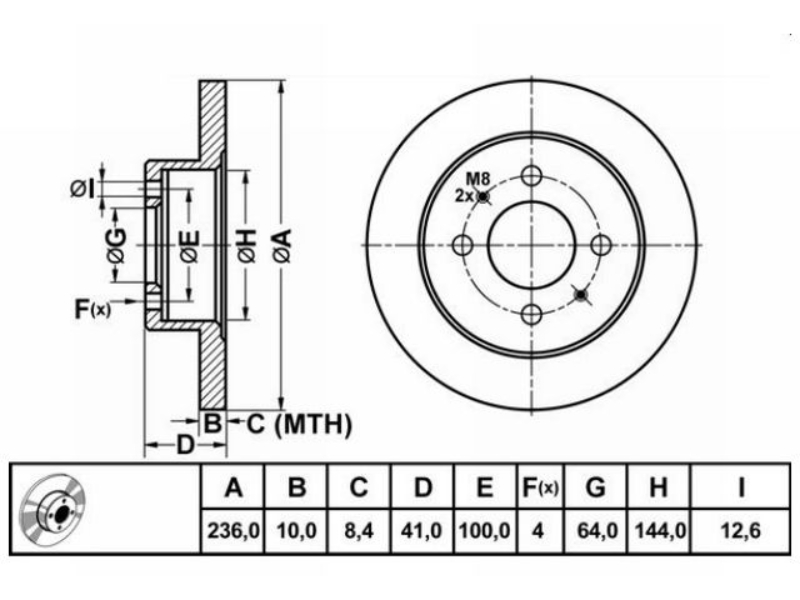 M8
2x
ØI
ØG
ØE
ØH
ØA
F(x)
B
C (MTH)
D
A B C D E F(x) G H I
236,0 10,0 8,4 41,0 100,0 4 64,0 144,0 12,6